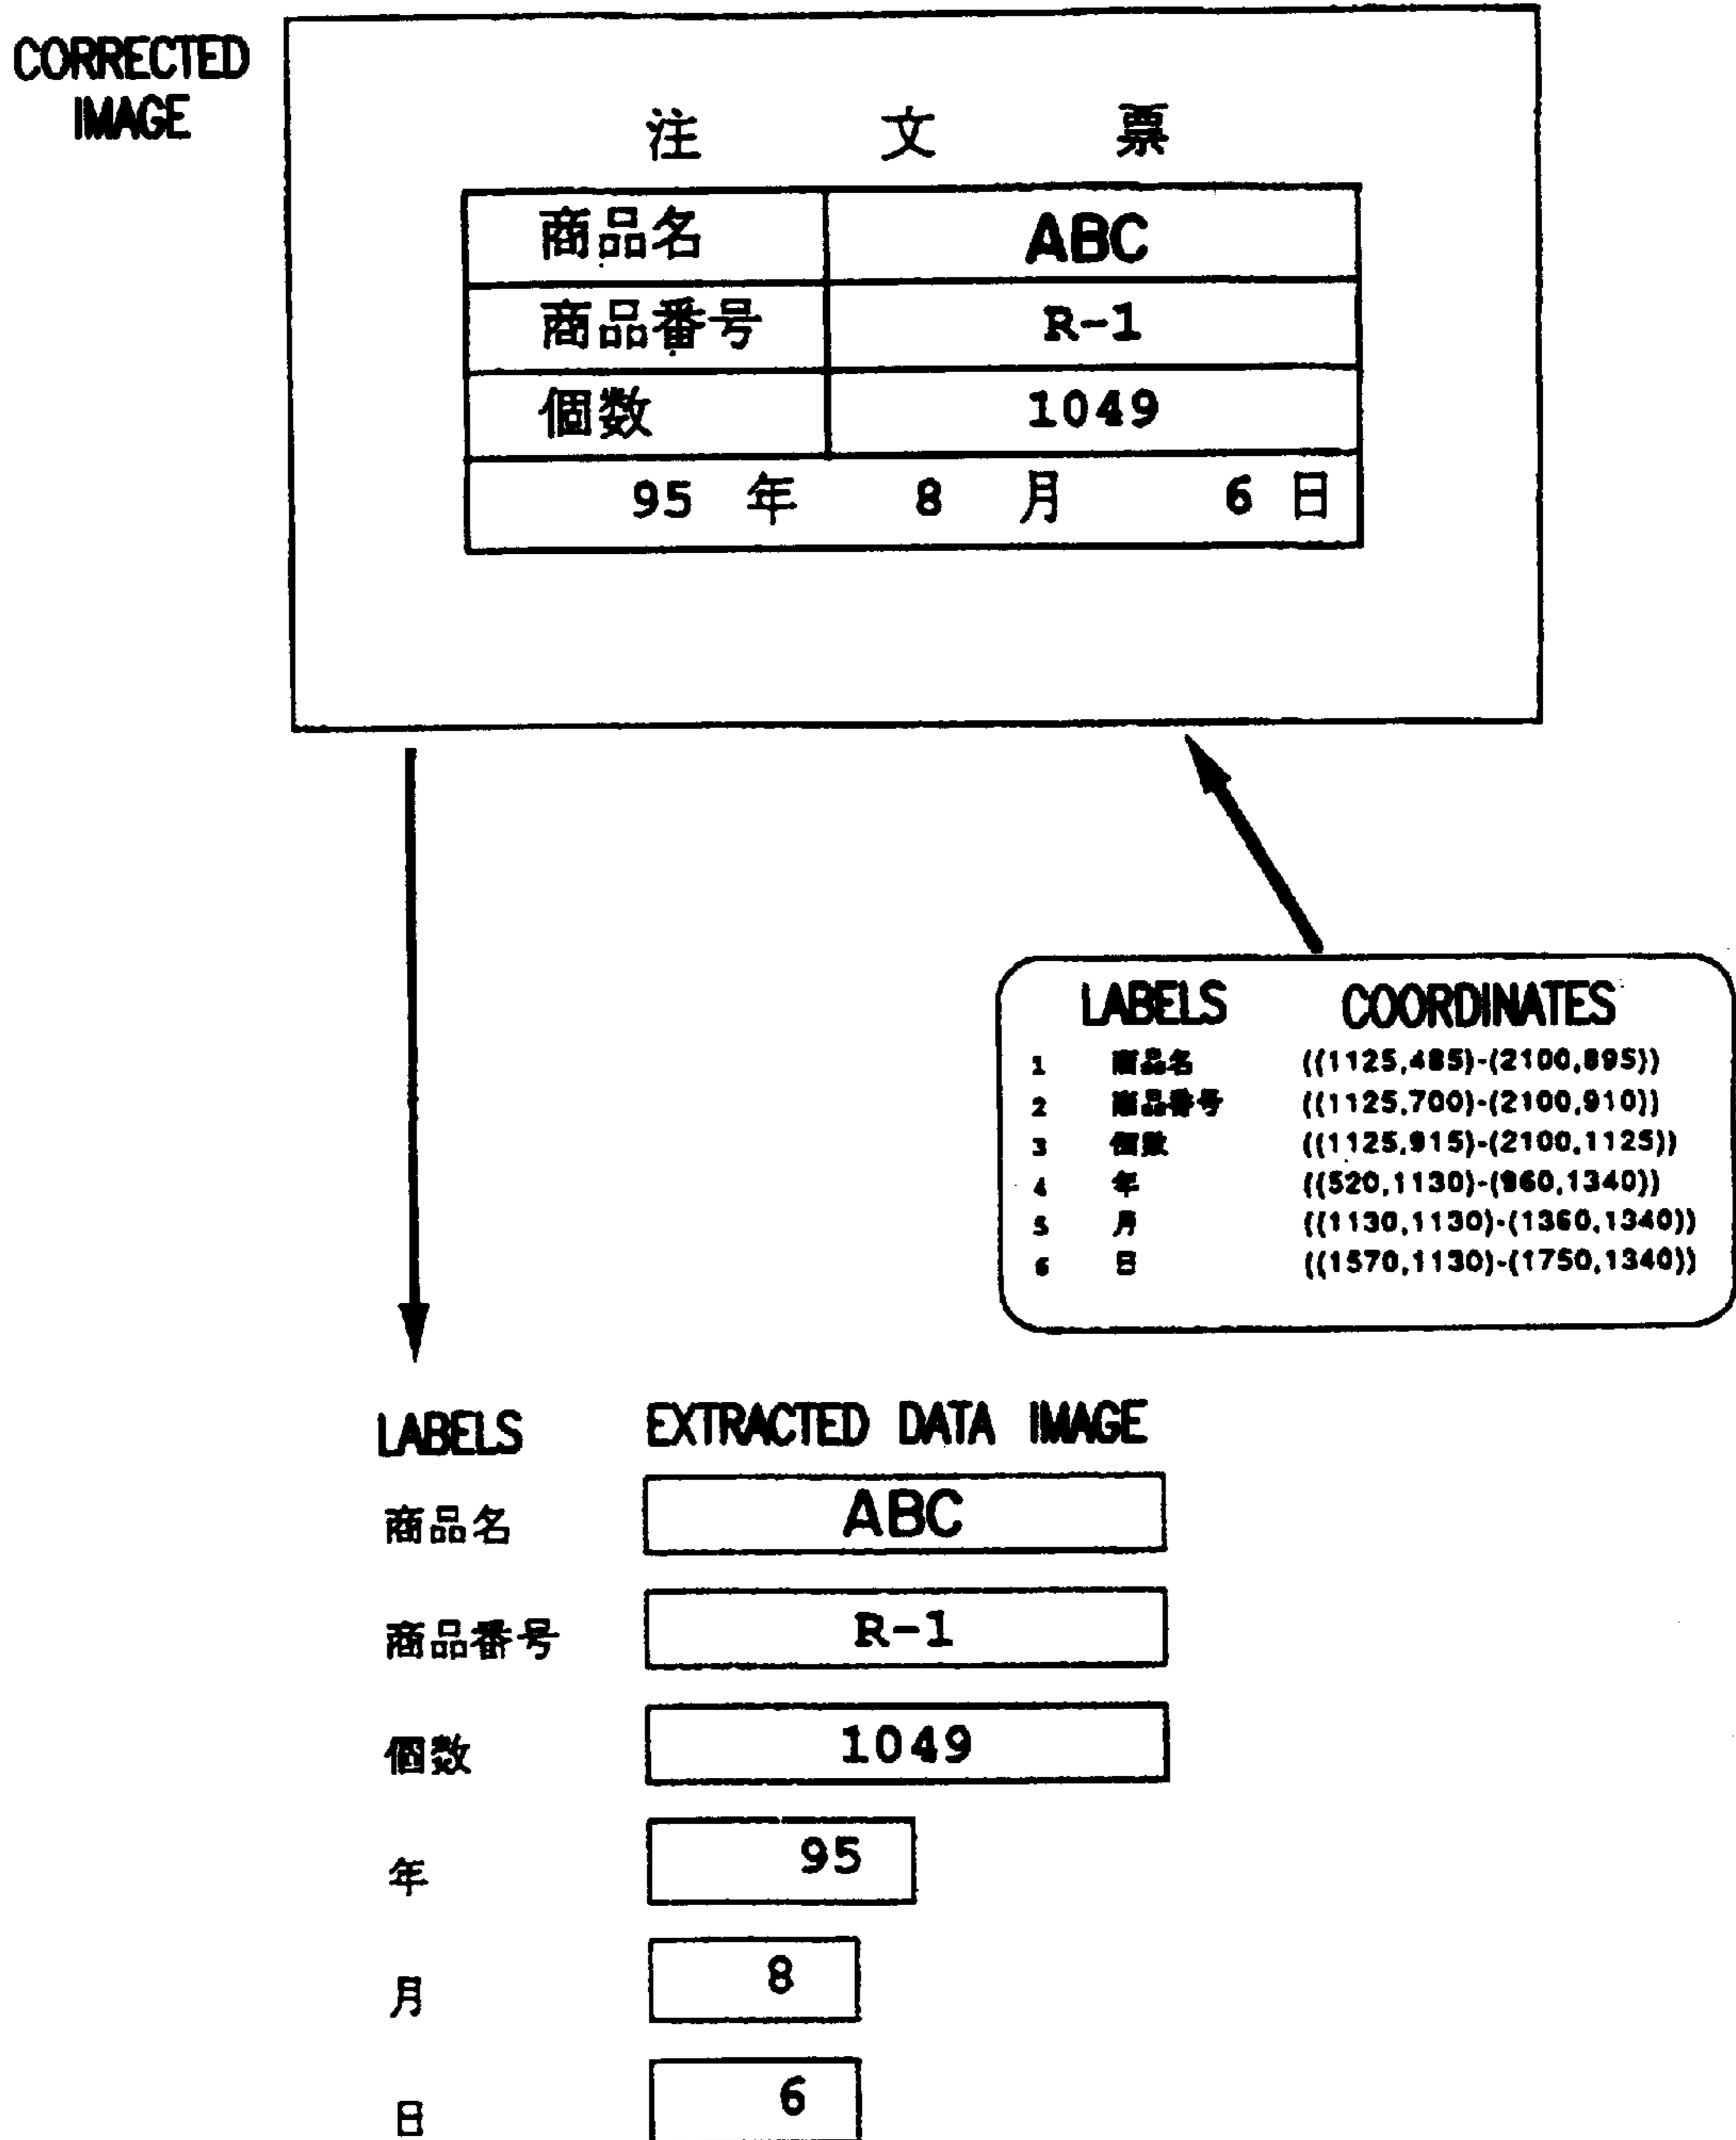 CORRECTED
IMAGE
注 文 票
商品名 ABC
商品番号 R-1
個数 1049
95 年 8 月 6 日
LABELS COORDINATES
1 商品名 ((1125,485)-(2100,895))
2 商品番号 ((1125,700)-(2100,910))
3 個数 ((1125,915)-(2100,1125))
4 年 ((520,1130)-(960,1340))
5 月 ((1130,1130)-(1360,1340))
6 日 ((1570,1130)-(1750,1340))
LABELS EXTRACTED DATA IMAGE
商品名 ABC
商品番号 R-1
個数 1049
年 95
月 8
日 6